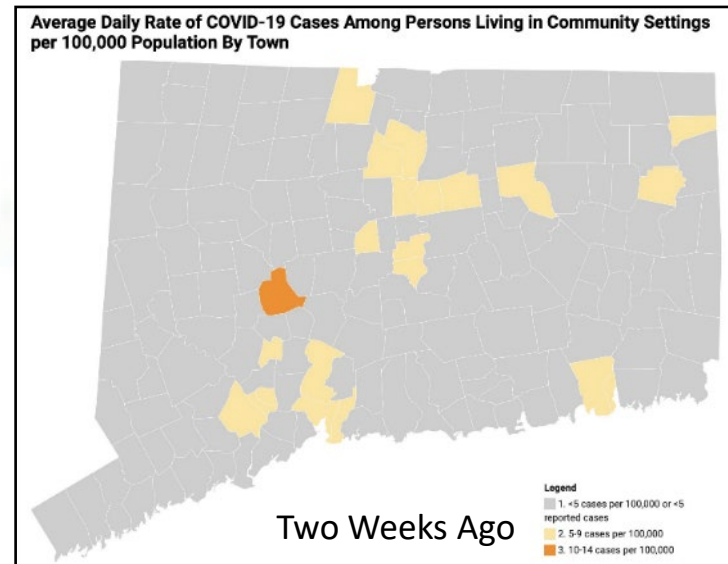 Average Daily Rate of COVID-19 Cases Among Persons Living in Community Settings
per 100,000 Population By Town
Two Weeks Ago
Legend
1. <5 cases per 100,000 or <5
reported cases
2. 5-9 cases per 100,000
3. 10-14 cases per 100,000